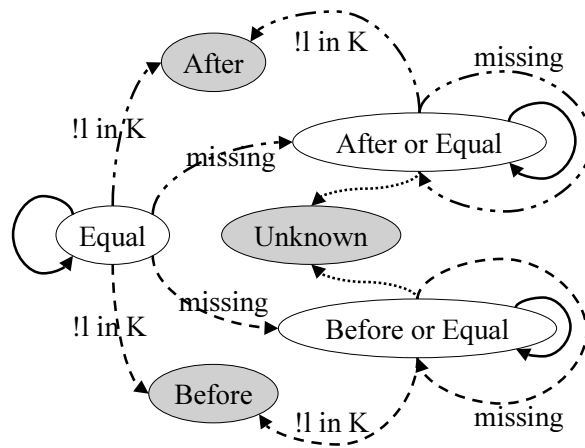 !l in K
After
missing
!l in K
After or Equal
missing
Equal
Unknown
missing
!l in K
Before or Equal
Before
!l in K
missing